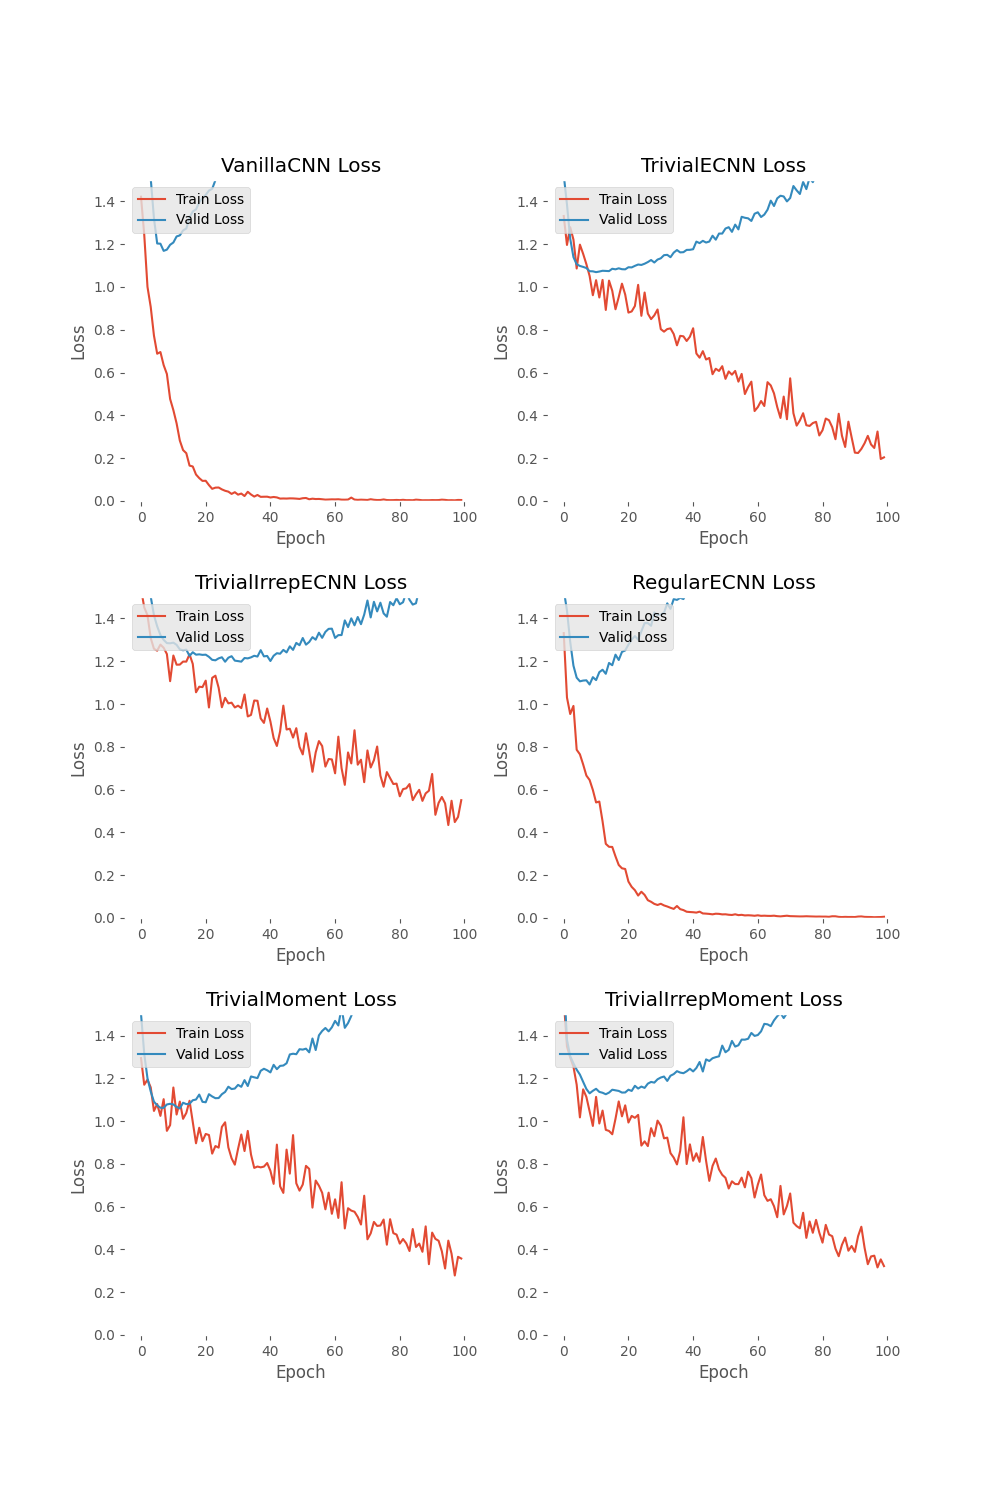 VanillaCNN Loss
Train Loss
Valid Loss
Loss
1.4
1.2
1.0
0.8
0.6
0.4
0.2
0.0
0 20 40 60 80 100
Epoch
TrivialECNN Loss
Train Loss
Valid Loss
Loss
1.4
1.2
1.0
0.8
0.6
0.4
0.2
0.0
0 20 40 60 80 100
Epoch
TrivialIrrepECNN Loss
Train Loss
Valid Loss
Loss
1.4
1.2
1.0
0.8
0.6
0.4
0.2
0.0
0 20 40 60 80 100
Epoch
RegularECNN Loss
Train Loss
Valid Loss
Loss
1.4
1.2
1.0
0.8
0.6
0.4
0.2
0.0
0 20 40 60 80 100
Epoch
TrivialMoment Loss
Train Loss
Valid Loss
Loss
1.4
1.2
1.0
0.8
0.6
0.4
0.2
0.0
0 20 40 60 80 100
Epoch
TrivialIrrepMoment Loss
Train Loss
Valid Loss
Loss
1.4
1.2
1.0
0.8
0.6
0.4
0.2
0.0
0 20 40 60 80 100
Epoch